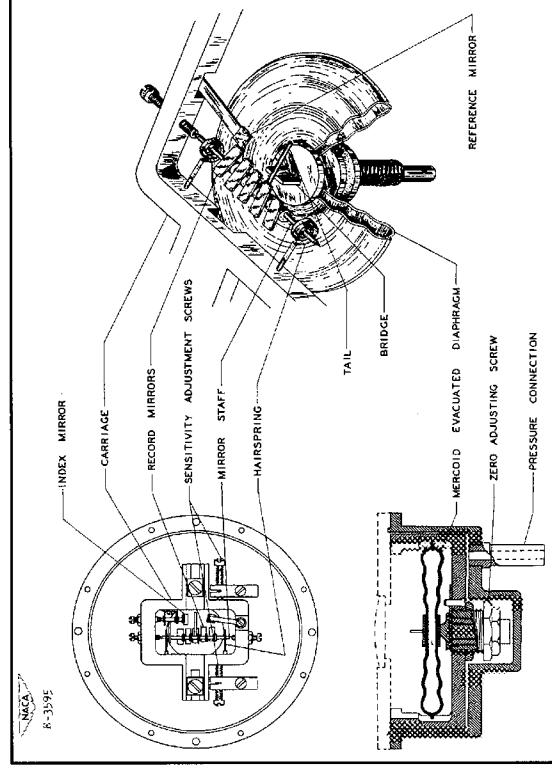 NACA
K-3595
INDEX MIRROR
CARRIAGE
RECORD MIRRORS
SENSITIVITY ADJUSTMENT SCREWS
MIRROR STAFF
HAIRSPRING
TAIL
BRIDGE
REFERENCE MIRROR
MERCOID EVACUATED DIAPHRAGM
ZERO ADJUSTING SCREW
PRESSURE CONNECTION